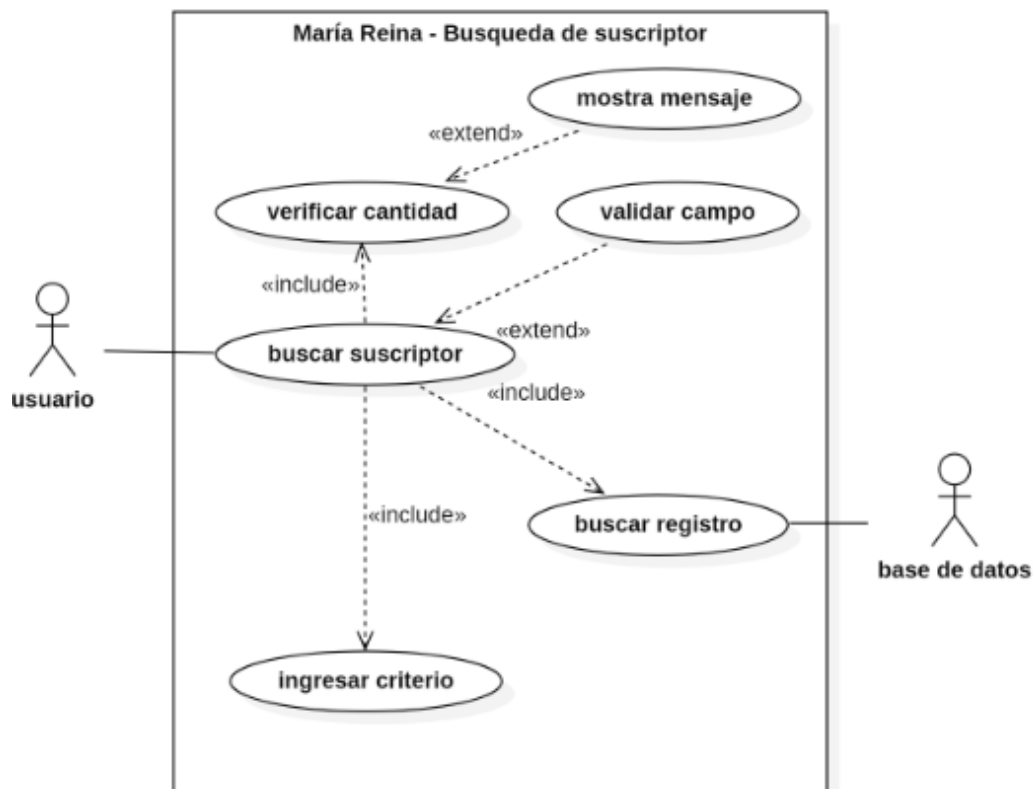 María Reina - Busqueda de suscriptor
mostra mensaje
«extend»
verificar cantidad
validar campo
«include»
«extend»
buscar suscriptor
usuario
«include»
«include»
buscar registro
base de datos
ingresar criterio